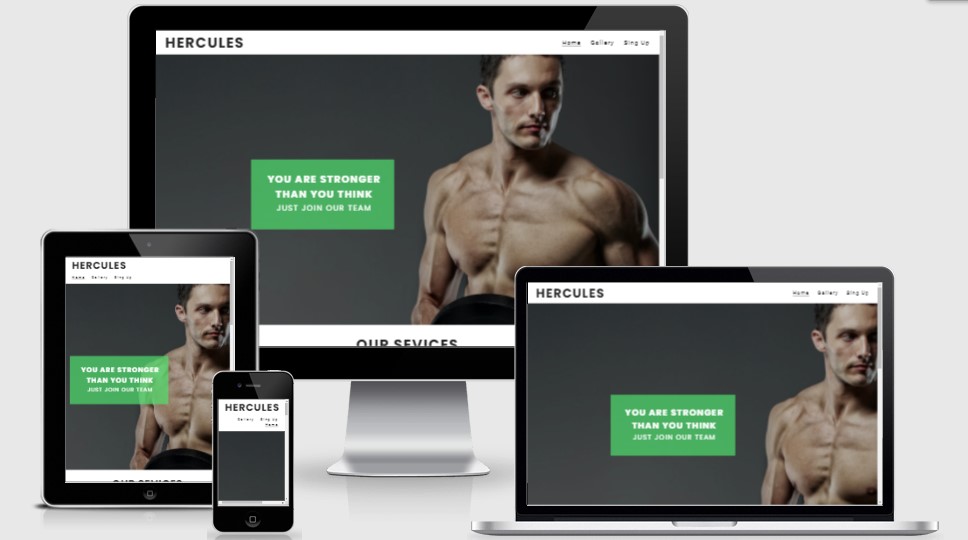 HERCULES
Home Gallery Sing Up
YOU ARE STRONGER
THAN YOU THINK
JUST JOIN OUR TEAM
OUR SEVICES
HERCULES
Home Gallery Sing Up
YOU ARE STRONGER
THAN YOU THINK
JUST JOIN OUR TEAM
OUR SEVICES
HERCULES
Gallery Sing Up
Home
HERCULES
Home Gallery Sing Up
YOU ARE STRONGER
THAN YOU THINK
JUST JOIN OUR TEAM